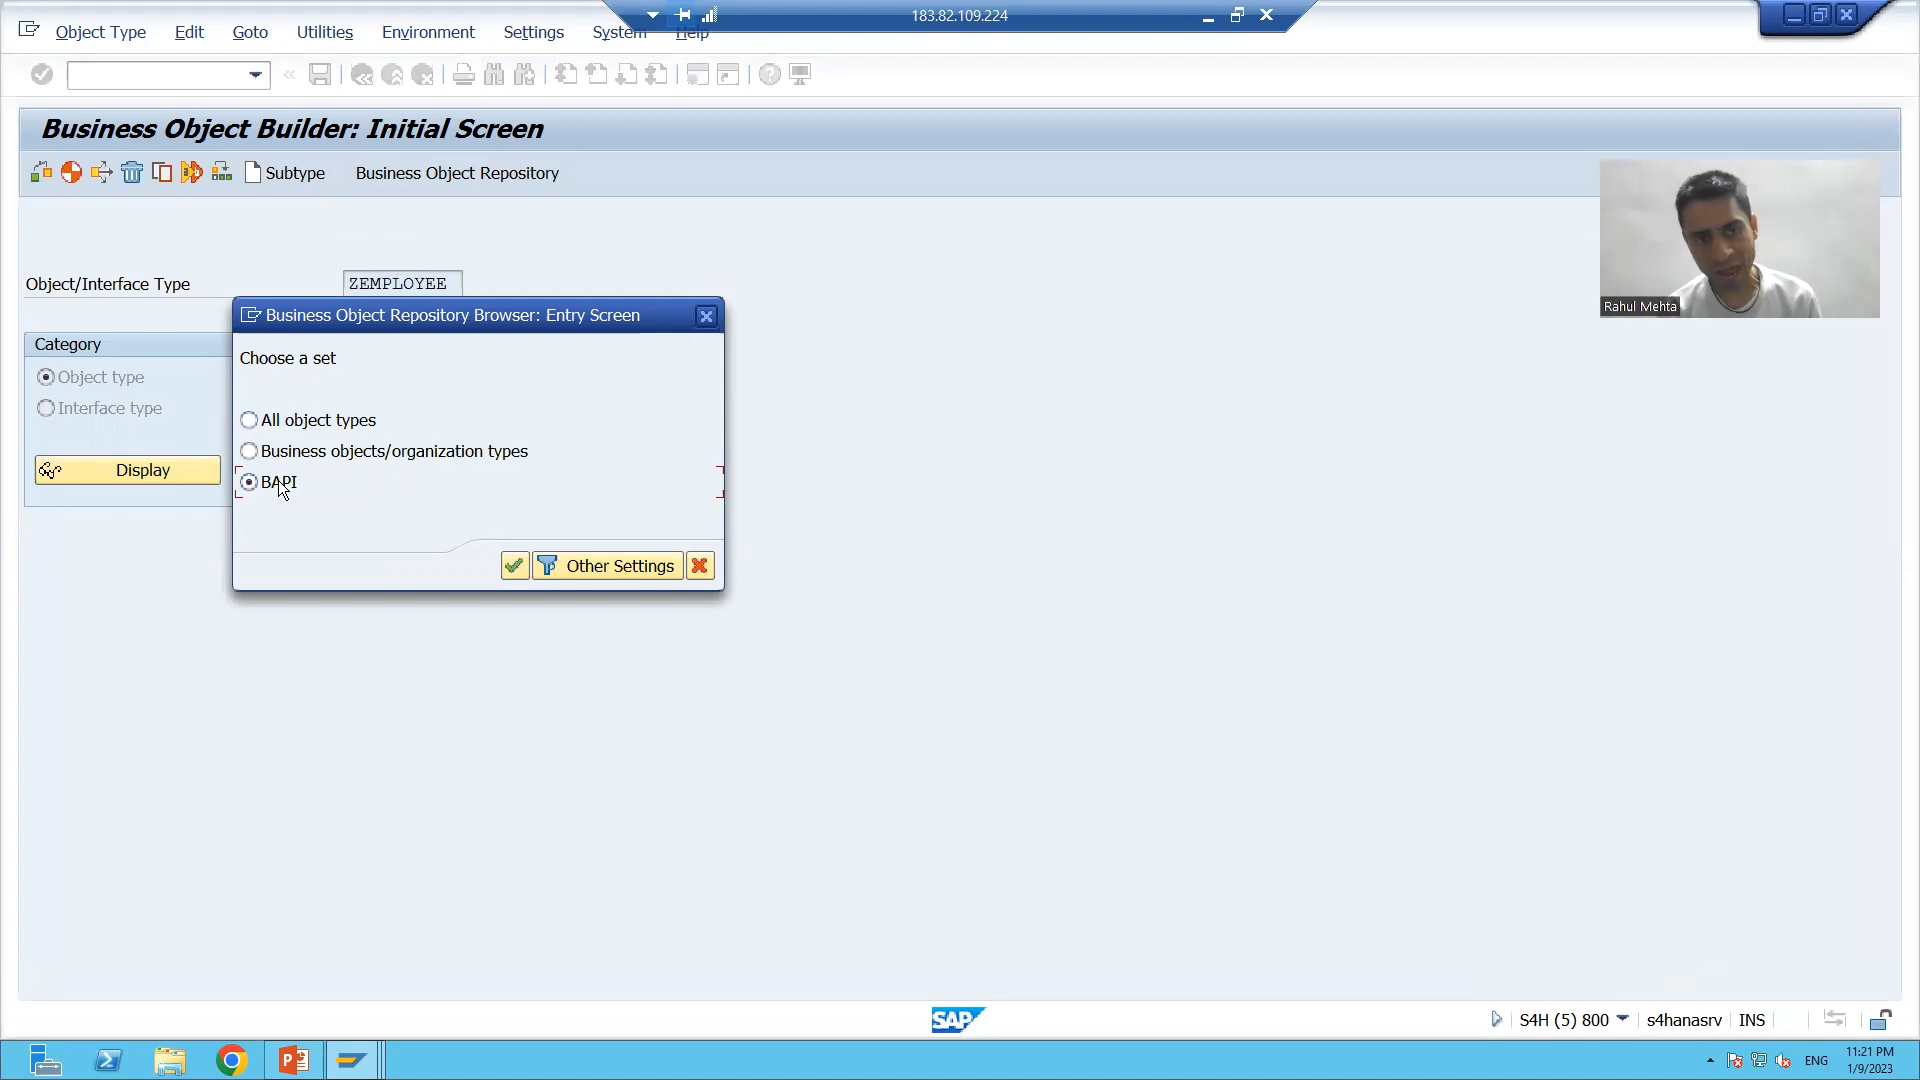 183.82.109.224
Object Type Edit Goto Utilities Environment Settings System Help
Business Object Builder: Initial Screen
Subtype Business Object Repository
Object/Interface Type ZEMPLOYEE
Rahul Mehta
Business Object Repository Browser: Entry Screen
Category
Choose a set
Object type
Interface type
All object types
Business objects/organization types
Display
BAPI
Other Settings
SAP
S4H (5) 800 s4hanasrv INS
ENG
11:21 PM
1/9/2023